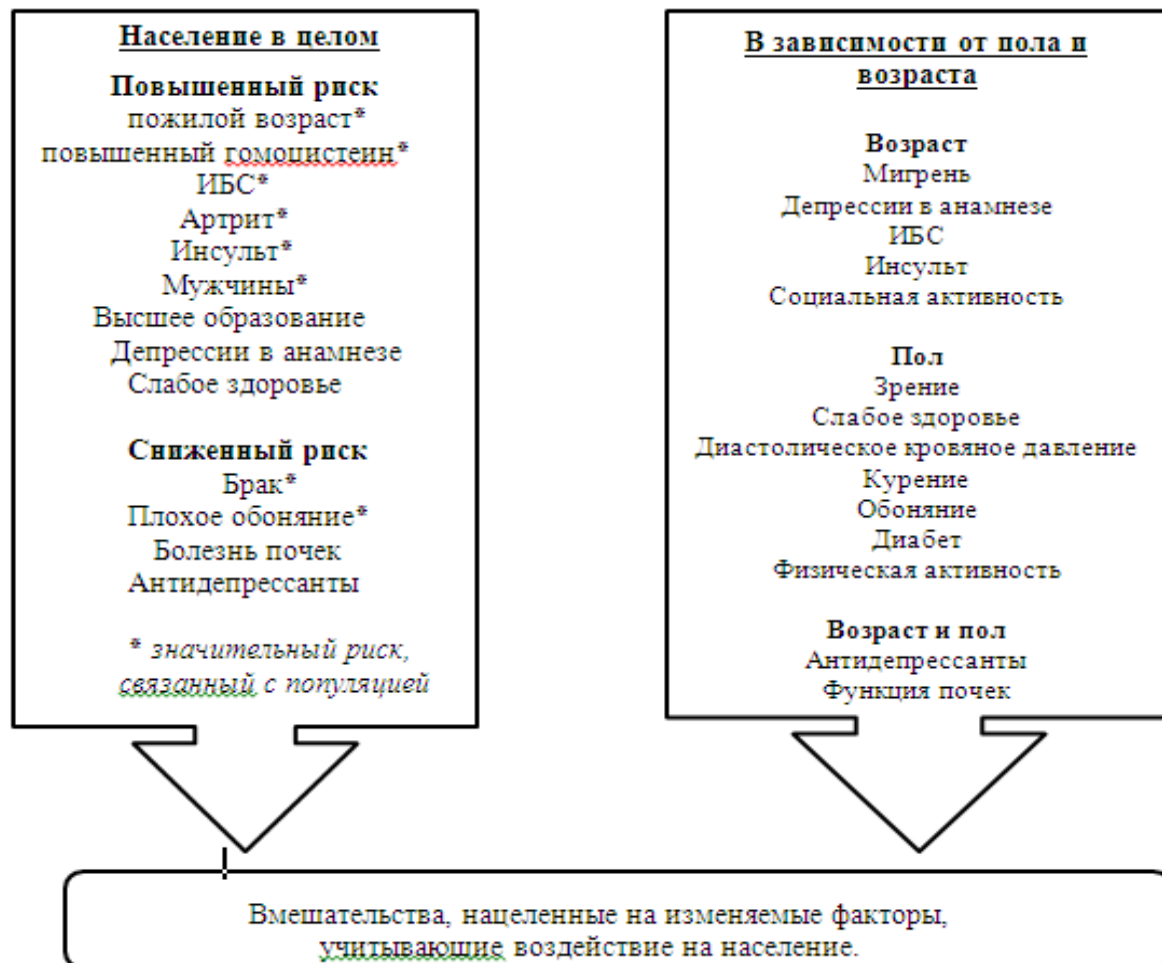 Население в целом
Повышенный риск
пожилой возраст*
повышенный гомоцистеин*
ИБС*
Артрит*
Инсульт*
Мужчины*
Высшее образование
Депрессии в анамнезе
Слабое здоровье
Сниженный риск
Брак*
Плохое обоняние*
Болезнь почек
Антидепрессанты
* значительный риск,
связанный с популяцией
В зависимости от пола и
возраста
Возраст
Мигрень
Депрессии в анамнезе
ИБС
Инсульт
Социальная активность
Пол
Зрение
Слабое здоровье
Диастолическое кровяное давление
Курение
Обоняние
Диабет
Физическая активность
Возраст и пол
Антидепрессанты
Функция почек
Вмешательства, нацеленные на изменяемые факторы,
учитывающие воздействие на население.